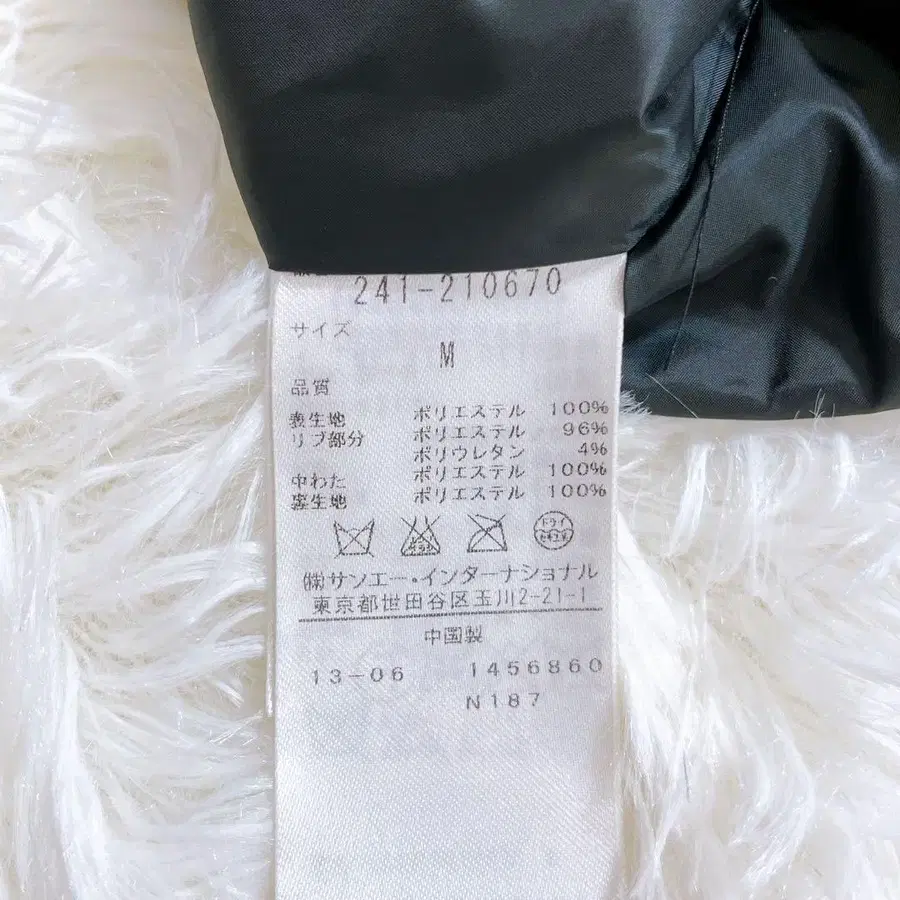 241-210670
サイズ
M
品質
表生地 ポリエステル 100%
リブ部分 ポリエステル 96%
ポリウレタン 4%
中わた ポリエステル 100%
裏生地 ポリエステル 100%
ドライ
(株)サンエー・インターナショナル
東京都世田谷区玉川2-21-1
中国製
13-06 1456860
N187